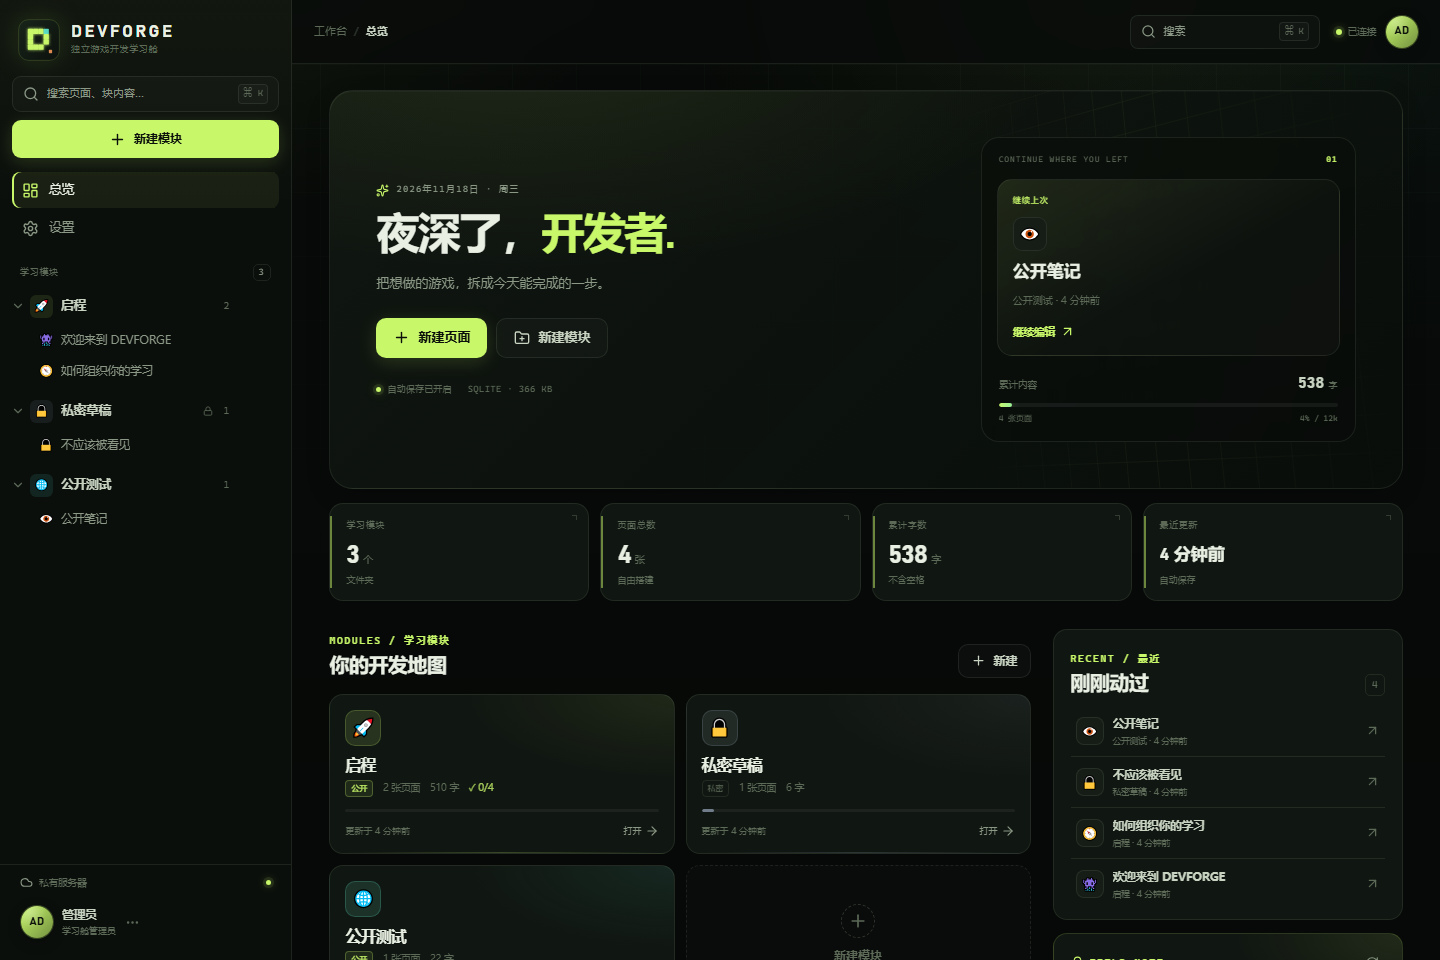 DEVFORGE
独立游戏开发学习舱
搜索页面、块内容...
⌘ K
新建模块
总览
设置
学习模块
3
启程
2
欢迎来到 DEVFORGE
如何组织你的学习
私密草稿
1
不应该被看见
公开测试
1
公开笔记
私有服务器
AD
管理员
学习舱管理员
工作台 / 总览
搜索
⌘ K
已连接
AD
2026年11月18日 · 周三
夜深了，开发者.
把想做的游戏，拆成今天能完成的一步。
新建页面
新建模块
自动保存已开启
SQLITE · 366 KB
CONTINUE WHERE YOU LEFT
01
继续上次
公开笔记
公开测试 · 4 分钟前
继续编辑
累计内容
538 字
4 张页面
4% / 12k
学习模块
3 个
文件夹
页面总数
4 张
自由搭建
累计字数
538 字
不含空格
最近更新
4 分钟前
自动保存
MODULES / 学习模块
你的开发地图
新建
启程
公开
2 张页面
510 字
✓ 0/4
更新于 4 分钟前
打开
私密草稿
私密
1 张页面
6 字
更新于 4 分钟前
打开
公开测试
公开
1 张页面
22 字
新建模块
RECENT / 最近
刚刚动过
4
公开笔记
公开测试 · 4 分钟前
不应该被看见
私密草稿 · 4 分钟前
如何组织你的学习
启程 · 4 分钟前
欢迎来到 DEVFORGE
启程 · 4 分钟前